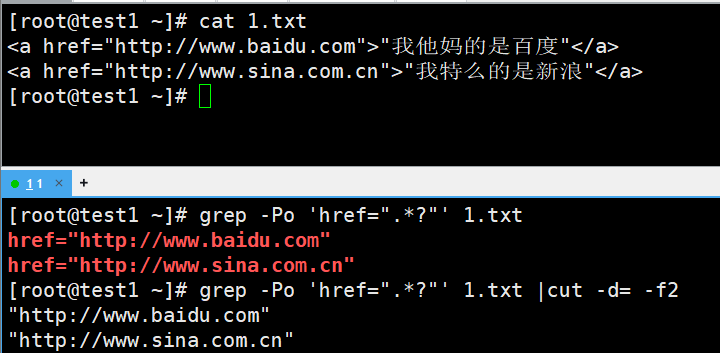 [root@test1 ~]# cat 1.txt
<a href="http://www.baidu.com">"我他妈的是百度"</a>
<a href="http://www.sina.com.cn">"我特么的是新浪"</a>
[root@test1 ~]#
1 1 × +
[root@test1 ~]# grep -Po 'href=".*?"' 1.txt
href="http://www.baidu.com"
href="http://www.sina.com.cn"
[root@test1 ~]# grep -Po 'href=".*?"' 1.txt |cut -d= -f2
"http://www.baidu.com"
"http://www.sina.com.cn"